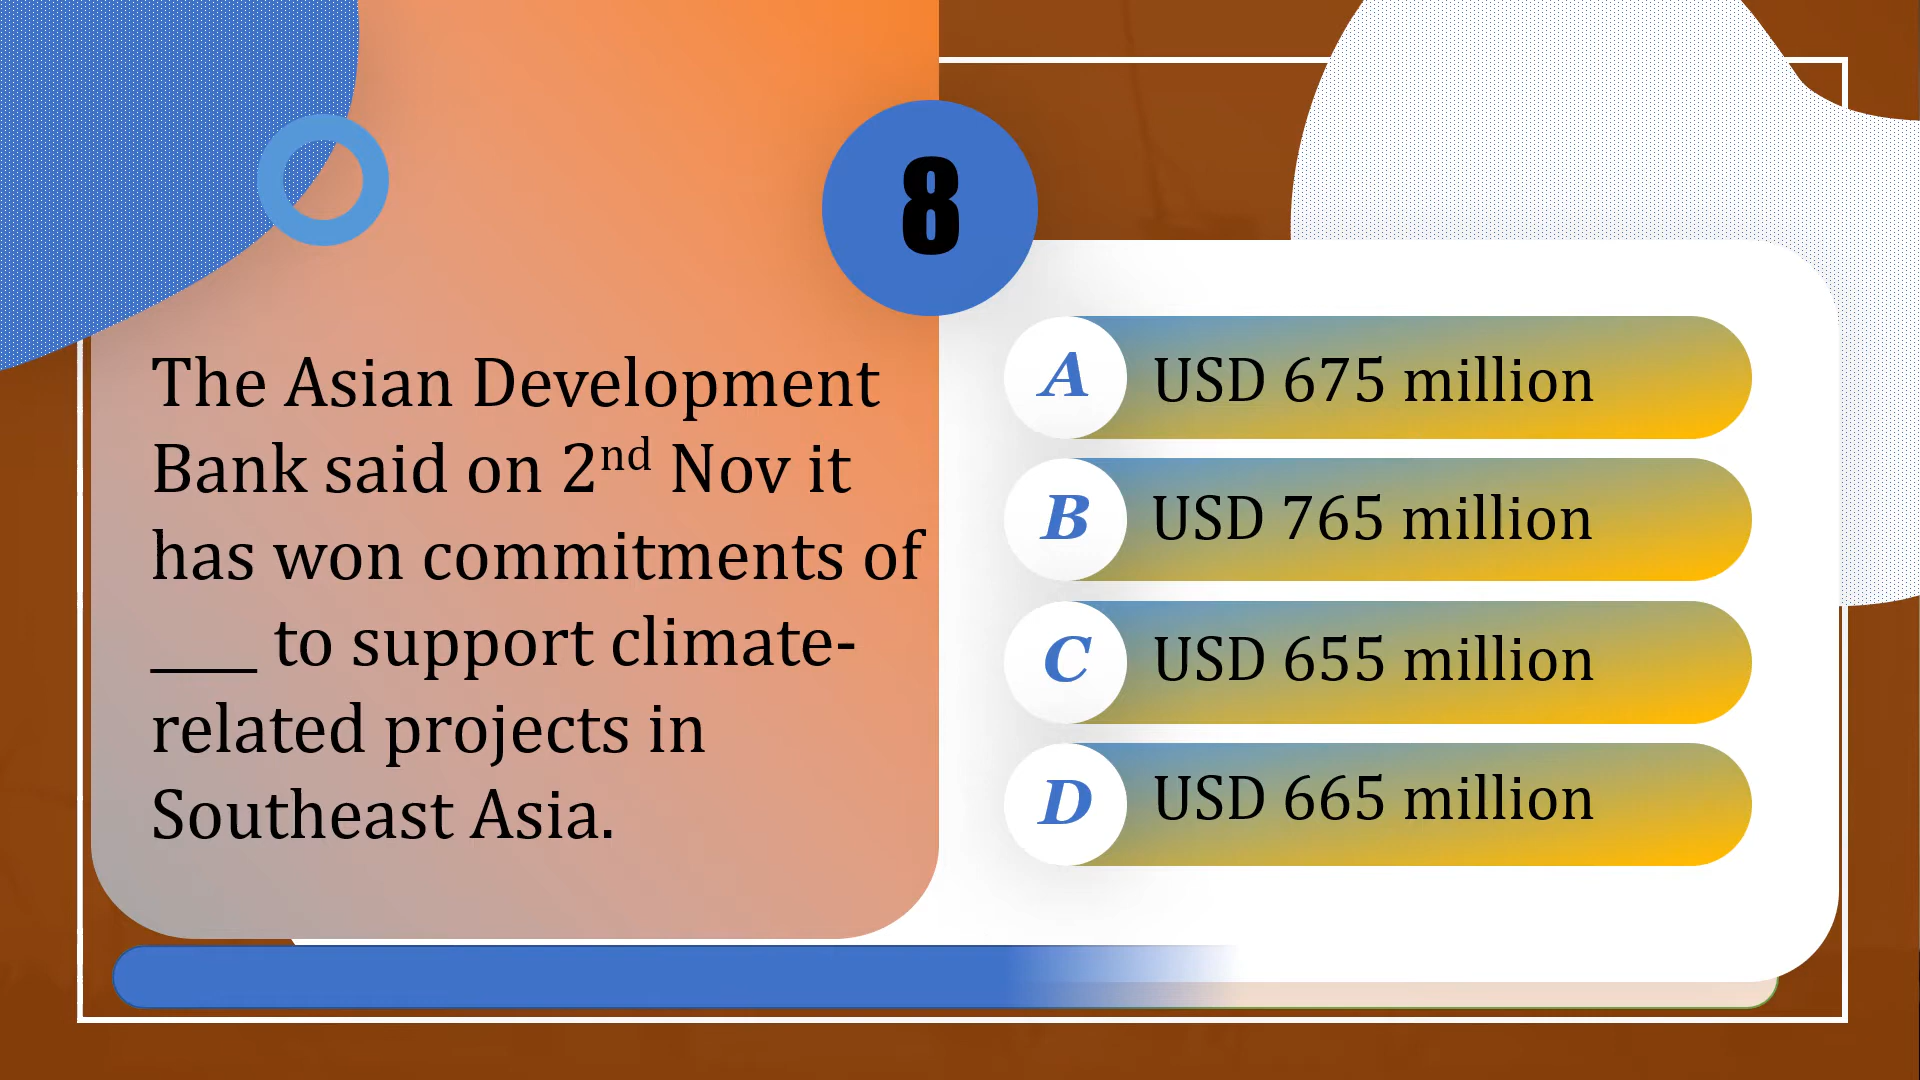 8
The Asian Development
Bank said on 2nd Nov it
has won commitments of
____ to support climate-
related projects in
Southeast Asia.
A USD 675 million
B USD 765 million
C USD 655 million
D USD 665 million